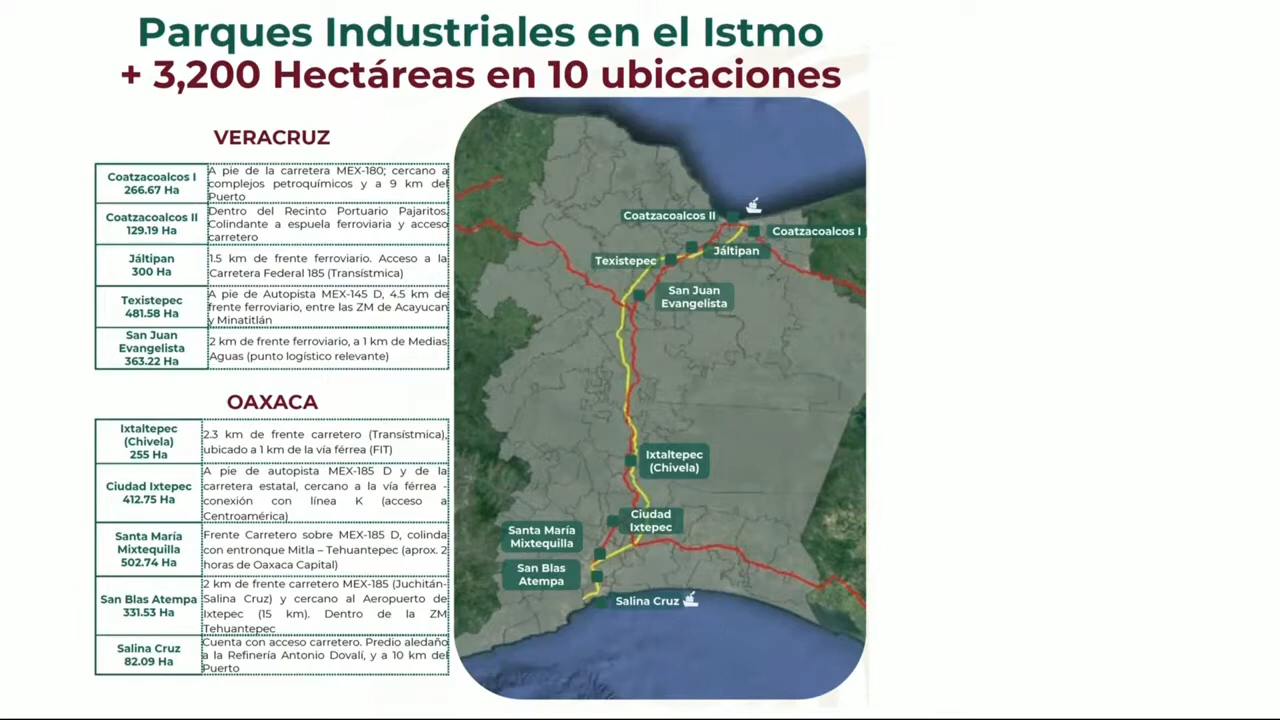 Parques Industriales en el Istmo
+ 3,200 Hectáreas en 10 ubicaciones
VERACRUZ
Coatzacoalcos I
266.67 Ha
A pie de la carretera MEX-180; cercano a
complejos petroquímicos y a 9 km del
Puerto
Coatzacoalcos II
129.19 Ha
Dentro del Recinto Portuario Pajaritos.
Colindante a espuela ferroviaria y acceso
carretero
Jáltipan
300 Ha
1.5 km de frente ferroviario. Acceso a la
Carretera Federal 185 (Transístmica)
Texistepec
481.58 Ha
A pie de Autopista MEX-145 D, 4.5 km de
frente ferroviario, entre las ZM de Acayucan
y Minatitlán
San Juan
Evangelista
363.22 Ha
2 km de frente ferroviario, a 1 km de Medias
Aguas (punto logístico relevante)
OAXACA
Ixtaltepec
(Chivela)
255 Ha
2.3 km de frente carretero (Transístmica),
ubicado a 1 km de la vía férrea (FIT)
Ciudad Ixtepec
412.75 Ha
A pie de autopista MEX-185 D y de la
carretera estatal, cercano a la vía férrea -
conexión con línea K (acceso a
Centroamérica)
Santa María
Mixtequilla
502.74 Ha
Frente Carretero sobre MEX-185 D, colinda
con entronque Mitla – Tehuantepec (aprox. 2
horas de Oaxaca Capital)
San Blas Atempa
331.53 Ha
2 km de frente carretero MEX-185 (Juchitán-
Salina Cruz) y cercano al Aeropuerto de
Ixtepec (15 km). Dentro de la ZM
Tehuantepec
Salina Cruz
82.09 Ha
Cuenta con acceso carretero. Predio aledaño
a la Refinería Antonio Dovalí, y a 10 km del
Puerto
Coatzacoalcos II
Coatzacoalcos I
Jáltipan
Texistepec
San Juan
Evangelista
Ixtaltepec
(Chivela)
Ciudad
Ixtepec
Santa María
Mixtequilla
San Blas
Atempa
Salina Cruz